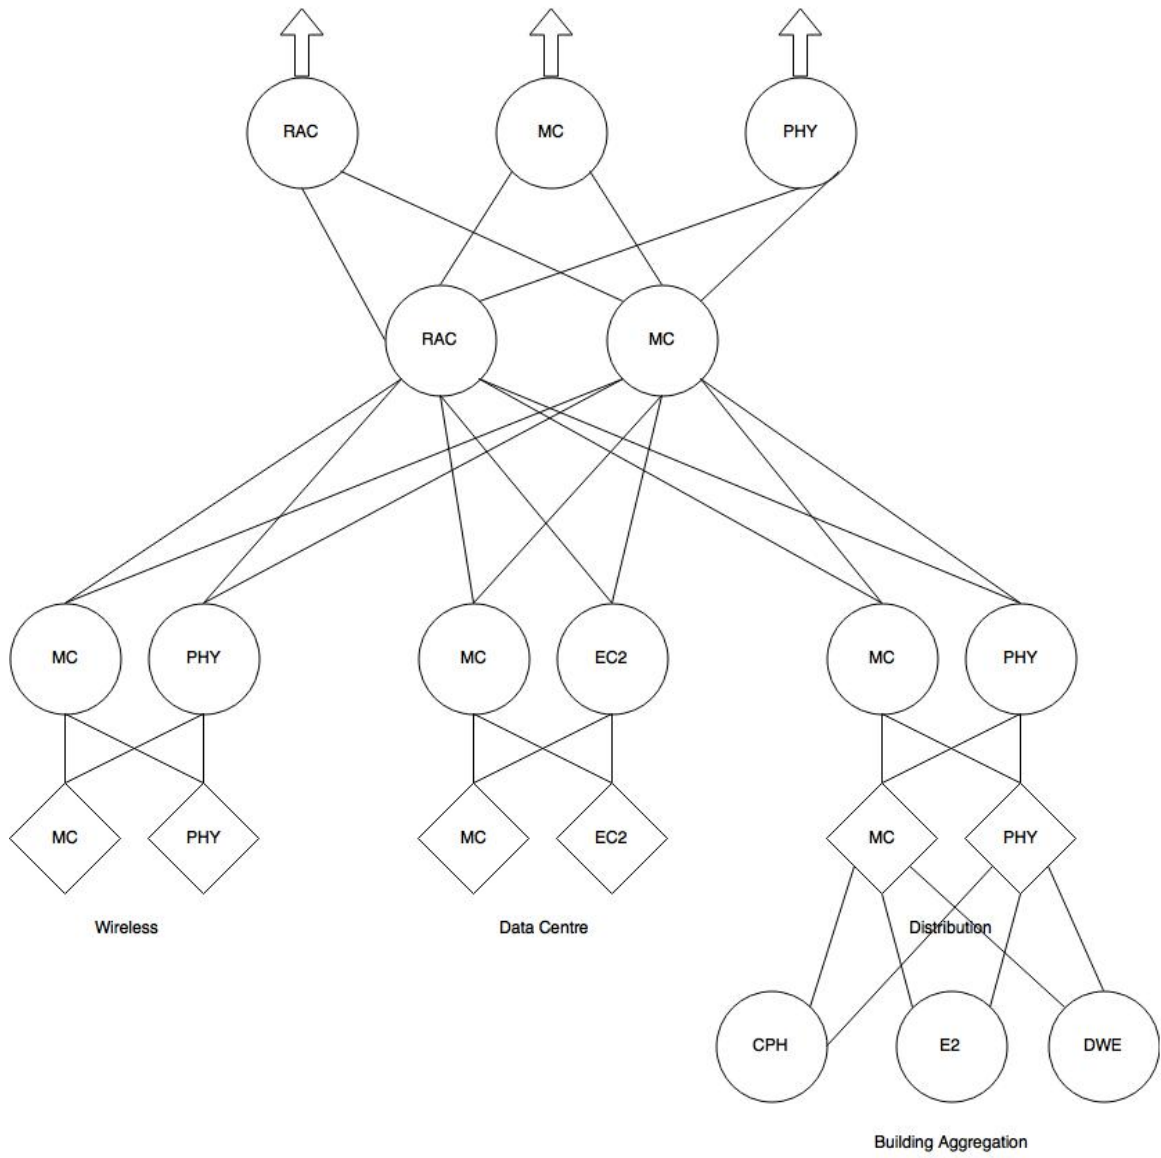 RAC
MC
PHY
RAC
MC
MC
PHY
MC
EC2
MC
PHY
MC
PHY
MC
EC2
MC
PHY
Wireless
Data Centre
Distribution
CPH
E2
DWE
Building Aggregation